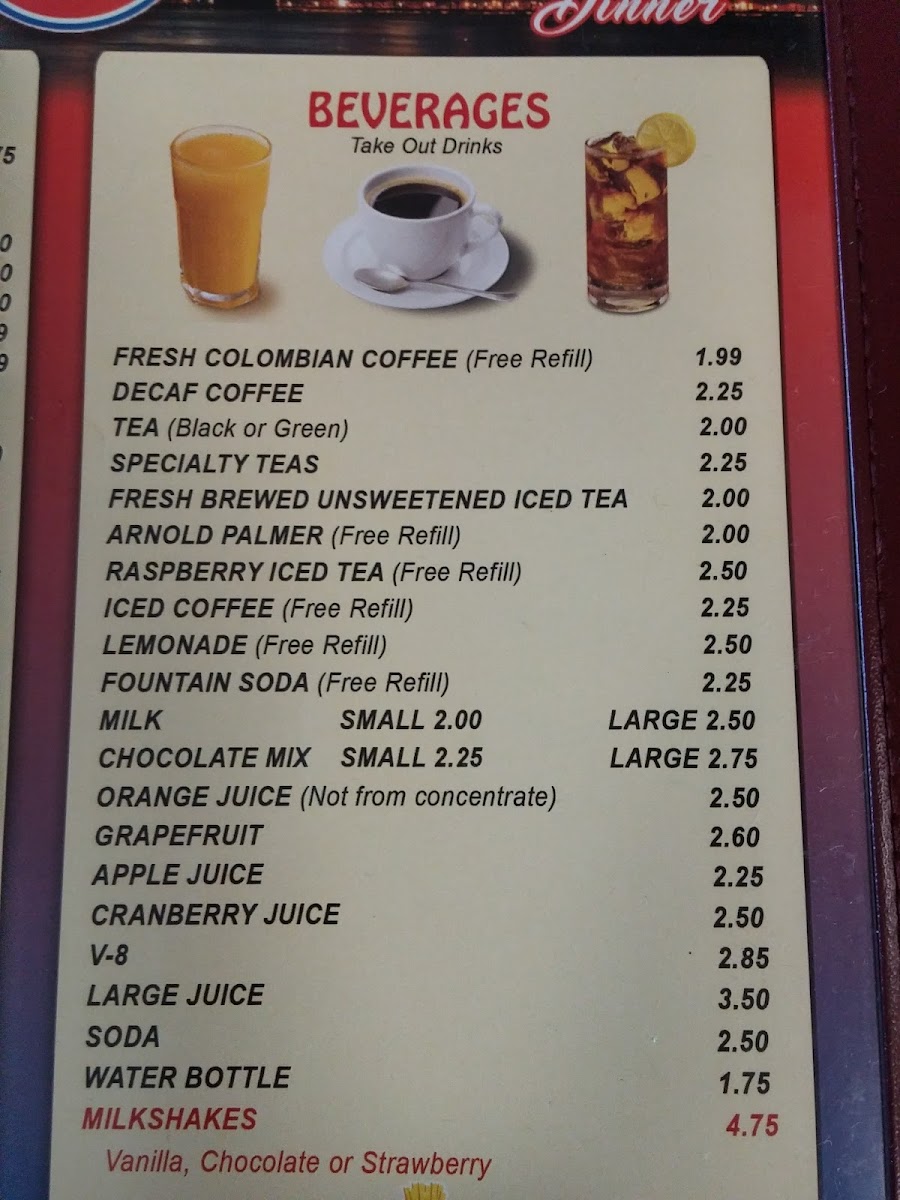 Dinner
BEVERAGES
Take Out Drinks
FRESH COLOMBIAN COFFEE (Free Refill) 1.99
DECAF COFFEE 2.25
TEA (Black or Green) 2.00
SPECIALTY TEAS 2.25
FRESH BREWED UNSWEETENED ICED TEA 2.00
ARNOLD PALMER (Free Refill) 2.00
RASPBERRY ICED TEA (Free Refill) 2.50
ICED COFFEE (Free Refill) 2.25
LEMONADE (Free Refill) 2.50
FOUNTAIN SODA (Free Refill) 2.25
MILK SMALL 2.00 LARGE 2.50
CHOCOLATE MIX SMALL 2.25 LARGE 2.75
ORANGE JUICE (Not from concentrate) 2.50
GRAPEFRUIT 2.60
APPLE JUICE 2.25
CRANBERRY JUICE 2.50
V-8 2.85
LARGE JUICE 3.50
SODA 2.50
WATER BOTTLE 1.75
MILKSHAKES 4.75
Vanilla, Chocolate or Strawberry